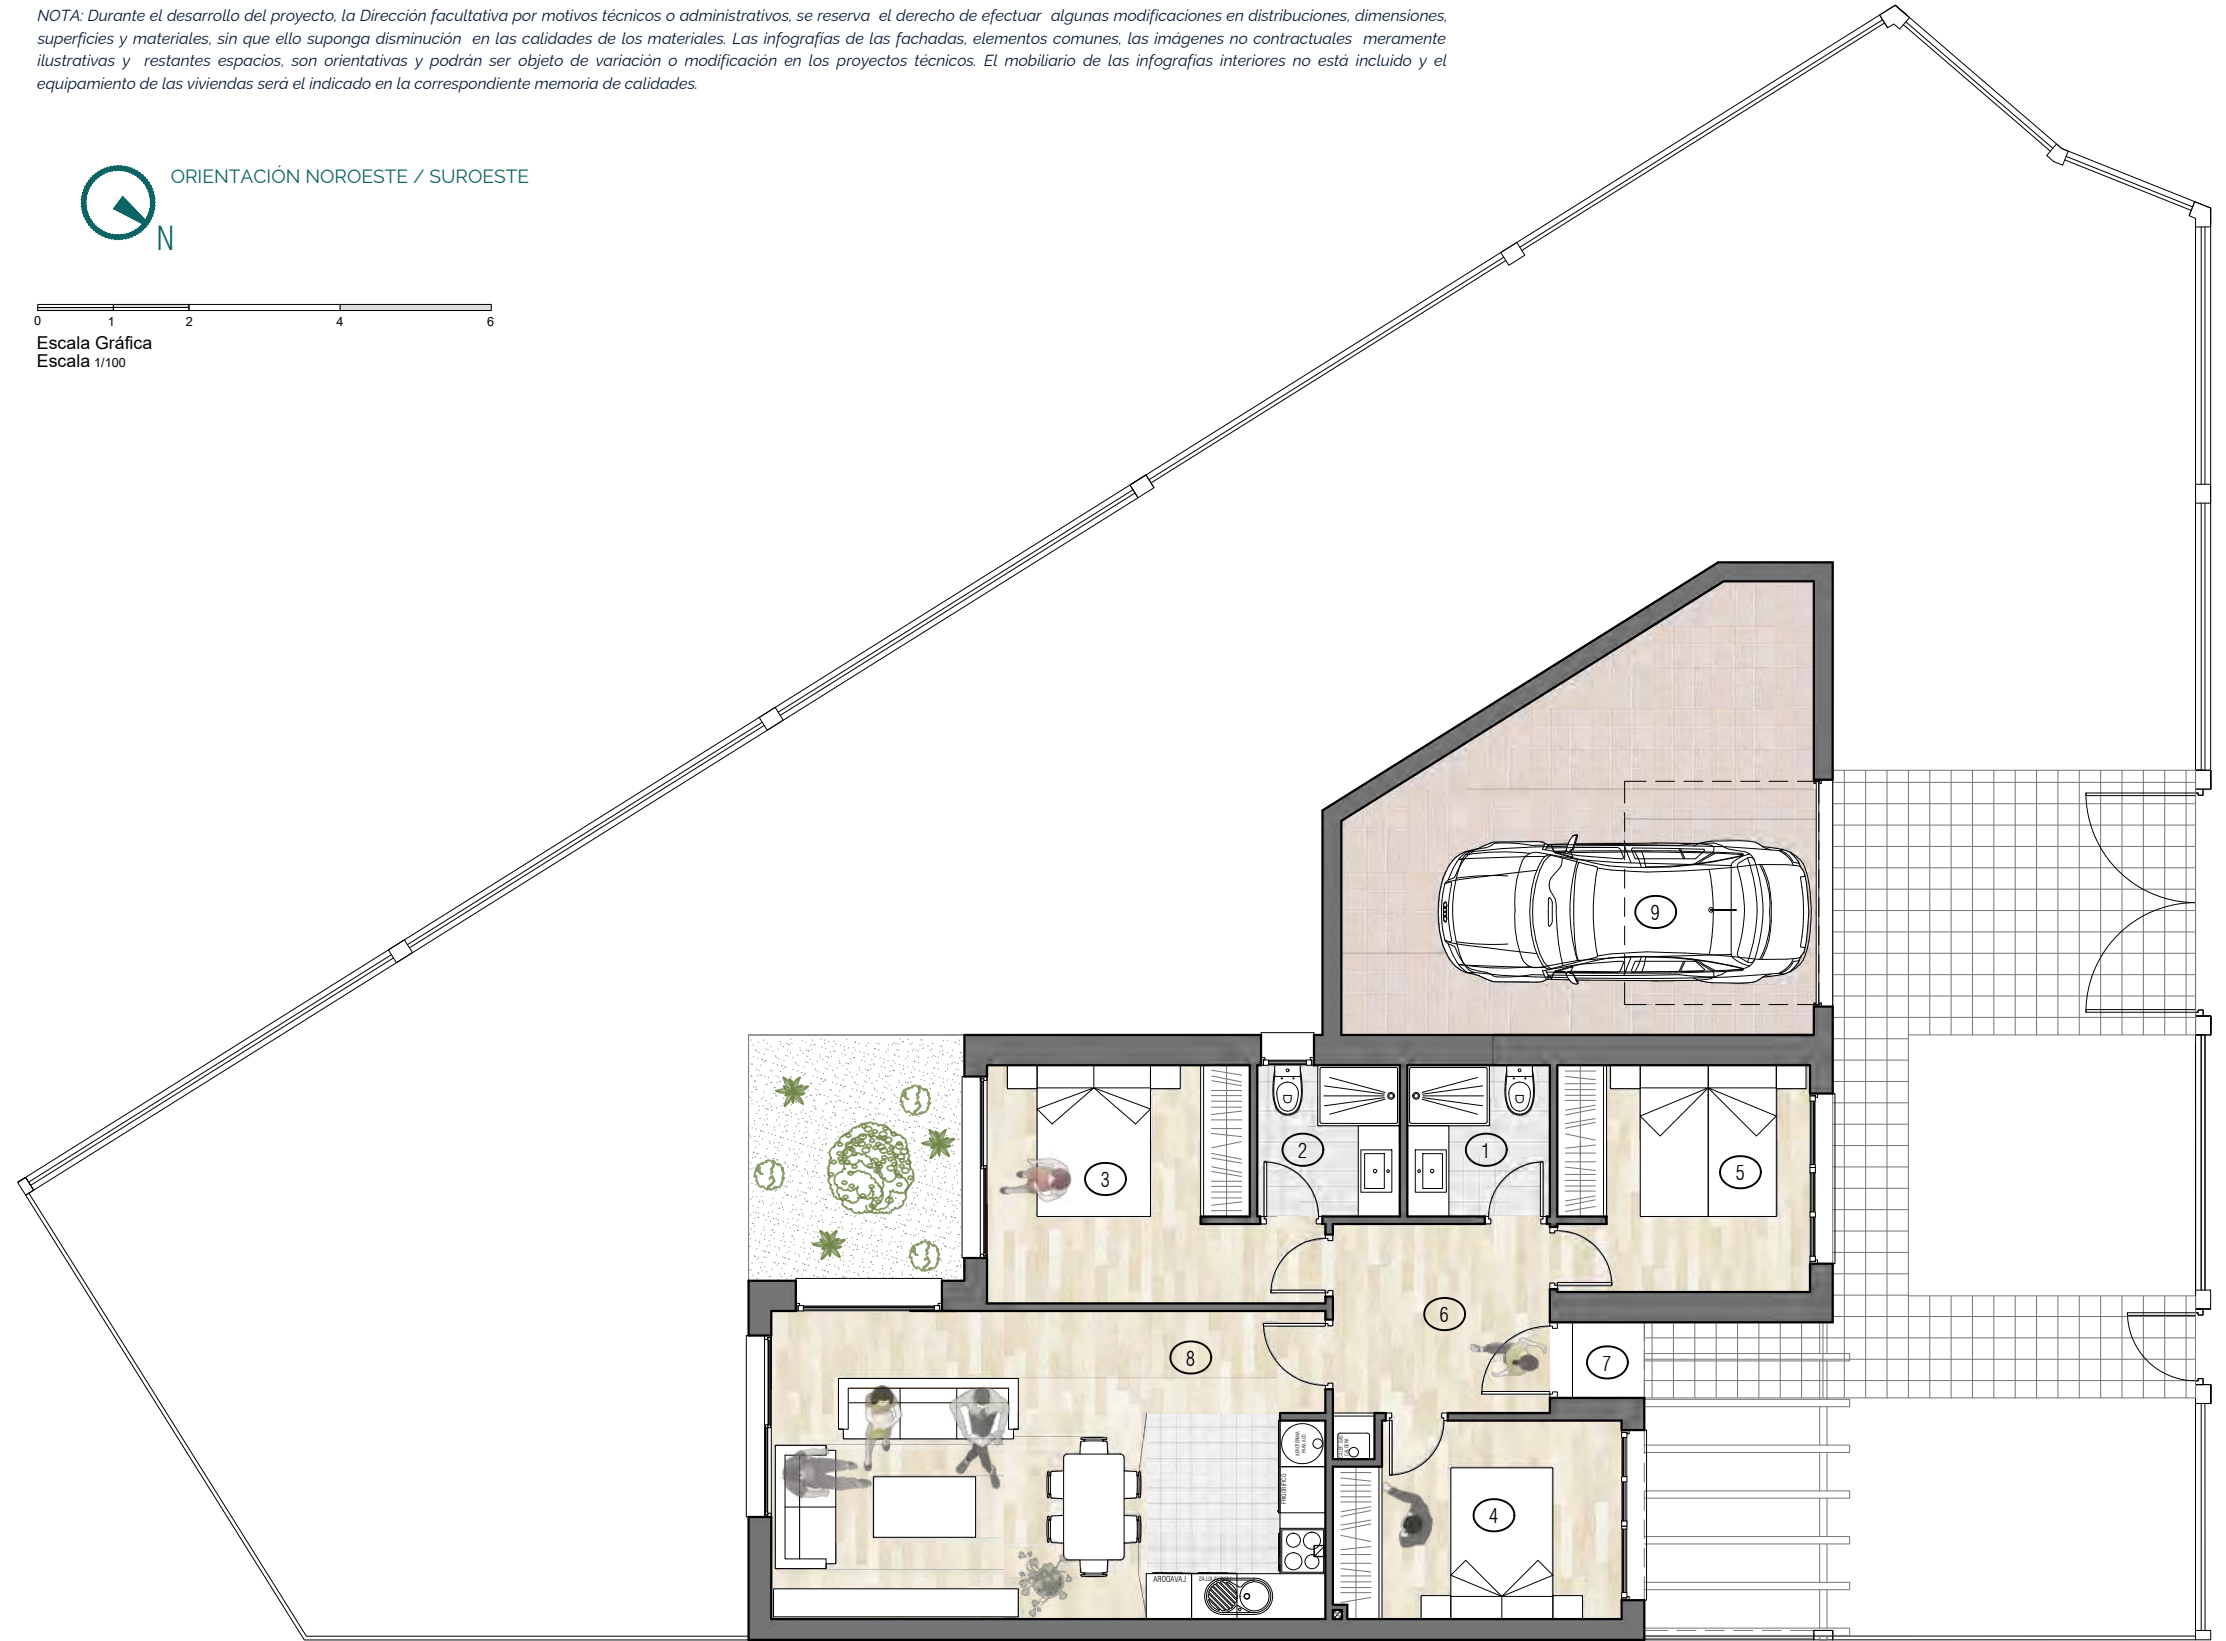 NOTA: Durante el desarrollo del proyecto, la Dirección facultativa por motivos técnicos o administrativos, se reserva el derecho de efectuar algunas modificaciones en distribuciones, dimensiones,
superficies y materiales, sin que ello suponga disminución en las calidades de los materiales. Las infografías de las fachadas, elementos comunes, las imágenes no contractuales meramente
ilustrativas y restantes espacios, son orientativas y podrán ser objeto de variación o modificación en los proyectos técnicos. El mobiliario de las infografías interiores no está incluido y el
equipamiento de las viviendas será el indicado en la correspondiente memoria de calidades.
ORIENTACIÓN NOROESTE / SUROESTE
N
0 1 2 4 6
Escala Gráfica
Escala 1/100
9
2
1
5
3
6
8
7
4
FRIGORIFICO
LAVADORA